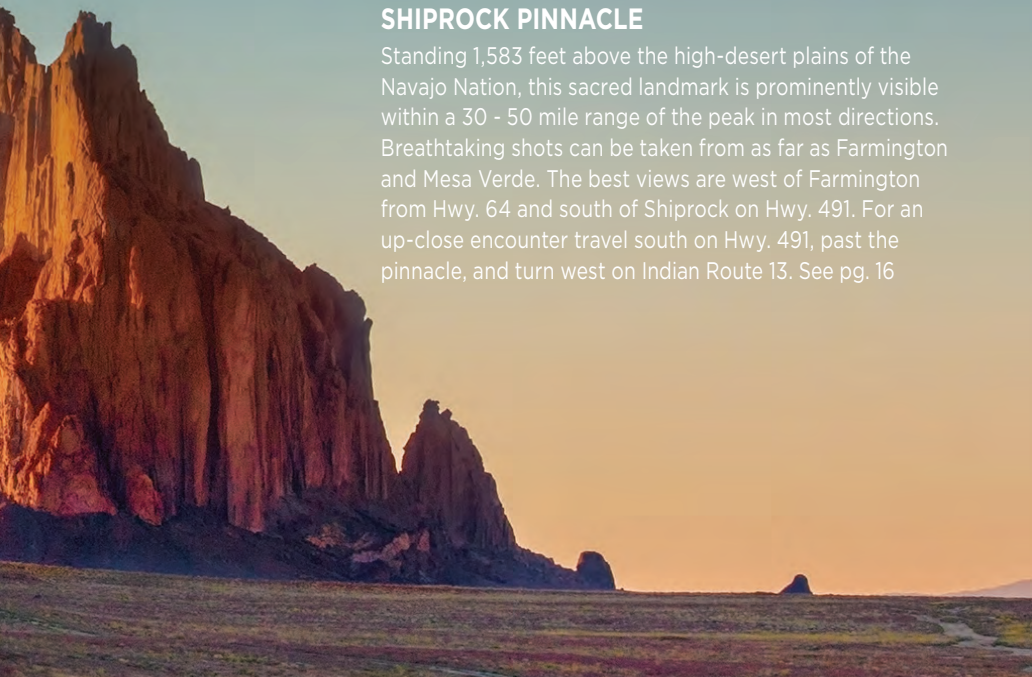 SHIPROCK PINNACLE
Standing 1,583 feet above the high-desert plains of the
Navajo Nation, this sacred landmark is prominently visible
within a 30 - 50 mile range of the peak in most directions.
Breathtaking shots can be taken from as far as Farmington
and Mesa Verde. The best views are west of Farmington
from Hwy. 64 and south of Shiprock on Hwy. 491. For an
up-close encounter travel south on Hwy. 491, past the
pinnacle, and turn west on Indian Route 13. See pg. 16